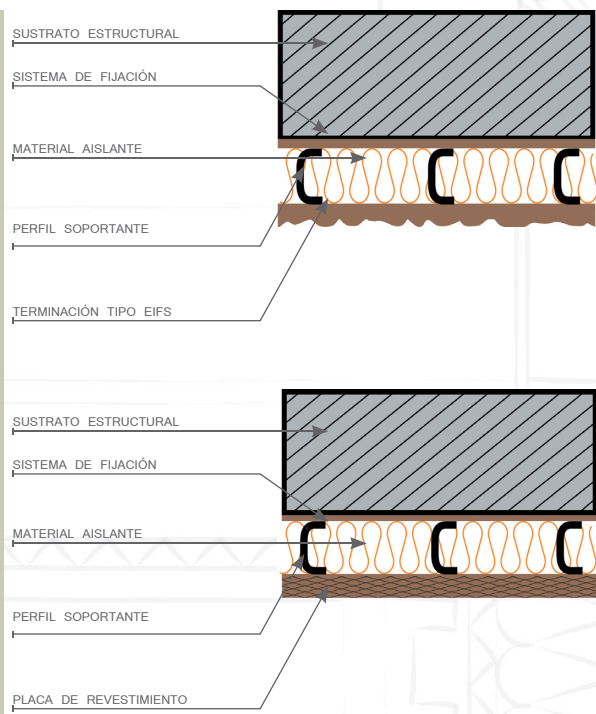 SUSTRATO ESTRUCTURAL
SISTEMA DE FIJACIÓN
MATERIAL AISLANTE
PERFIL SOPORTANTE
TERMINACIÓN TIPO EIFS
SUSTRATO ESTRUCTURAL
SISTEMA DE FIJACIÓN
MATERIAL AISLANTE
PERFIL SOPORTANTE
PLACA DE REVESTIMIENTO